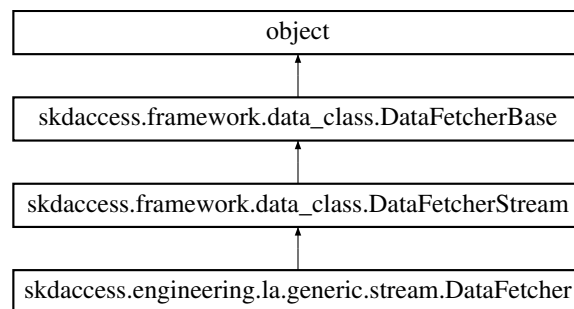 object
skdaccess.framework.data_class.DataFetcherBase
skdaccess.framework.data_class.DataFetcherStream
skdaccess.engineering.la.generic.stream.DataFetcher